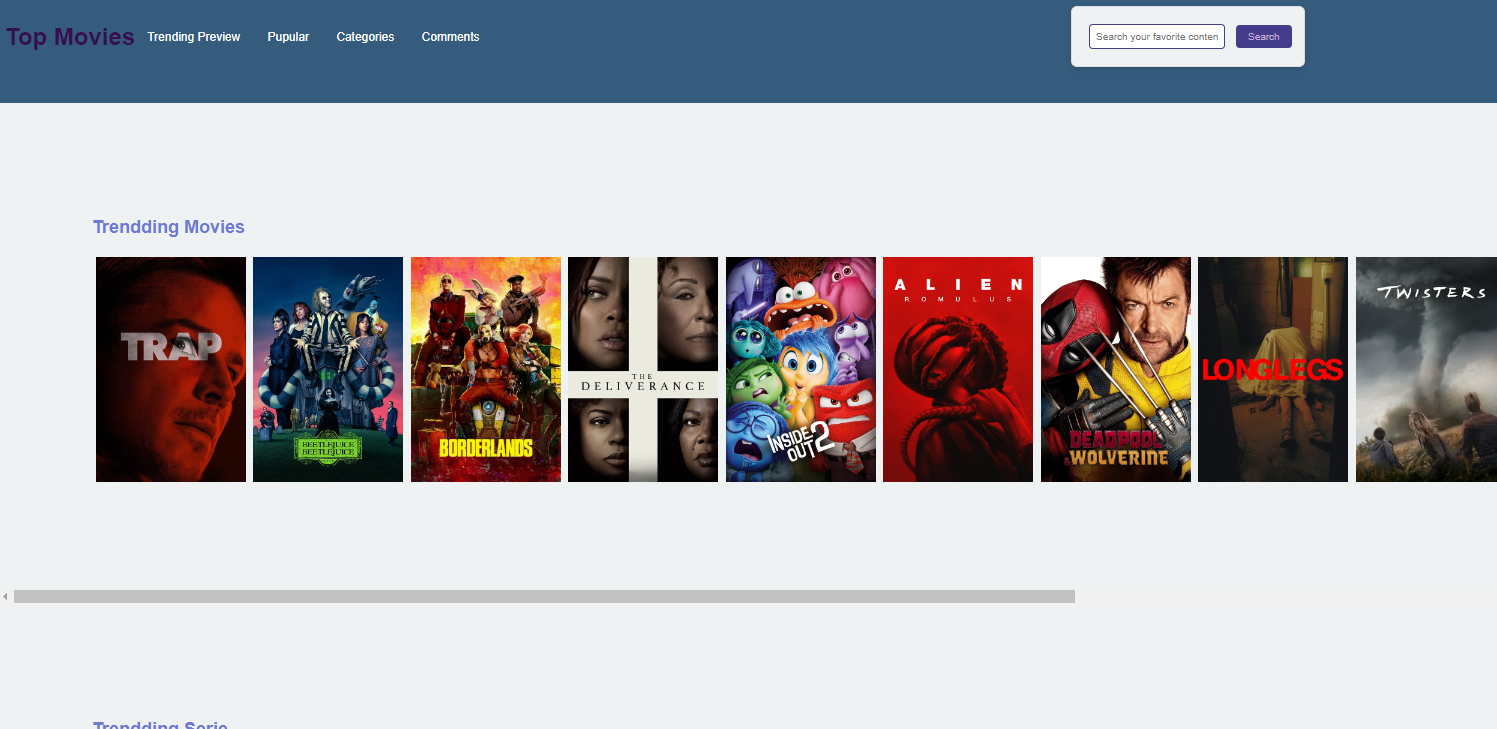 Top Movies
Trending Preview
Pupular
Categories
Comments
Search your favorite conten
Search
Trendding Movies
TRAP
BEETLEJUICE
BEETLEJUICE
BORDERLANDS
THE
DELIVERANCE
INSIDE
OUT 2
ALIEN
ROMULUS
DEADPOOL
& WOLVERINE
LONGLEGS
TWISTERS
Trendding Serie